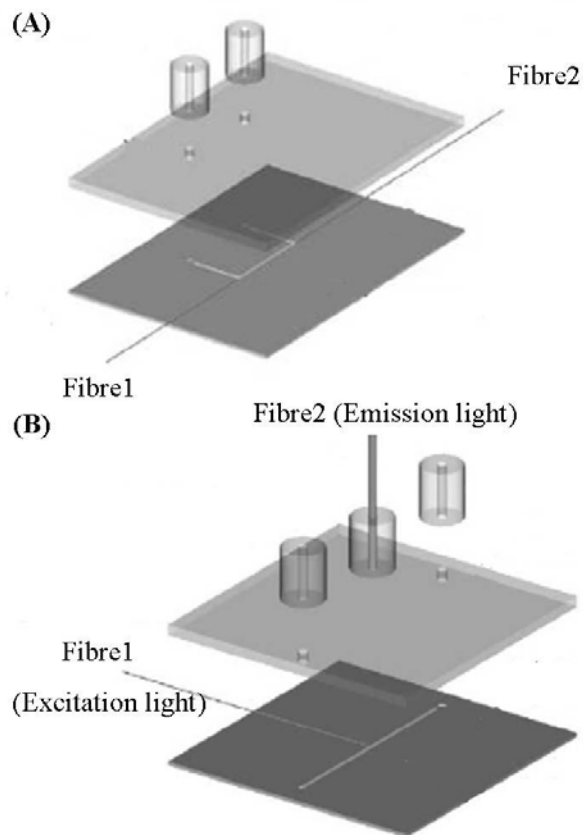 (A)
Fibre2
Fibre1
Fibre2 (Emission light)
(B)
Fibre1
(Excitation light)